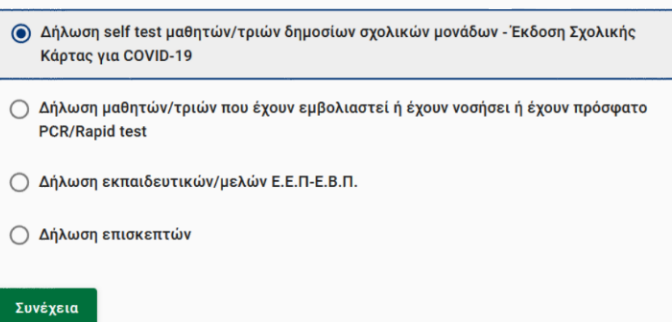 Δήλωση self test μαθητών/τριών δημοσίων σχολικών μονάδων - Έκδοση Σχολικής
Κάρτας για COVID-19
Δήλωση μαθητών/τριών που έχουν εμβολιαστεί ή έχουν νοσήσει ή έχουν πρόσφατο
PCR/Rapid test
Δήλωση εκπαιδευτικών/μελών Ε.Ε.Π-Ε.Β.Π.
Δήλωση επισκεπτών
Συνέχεια